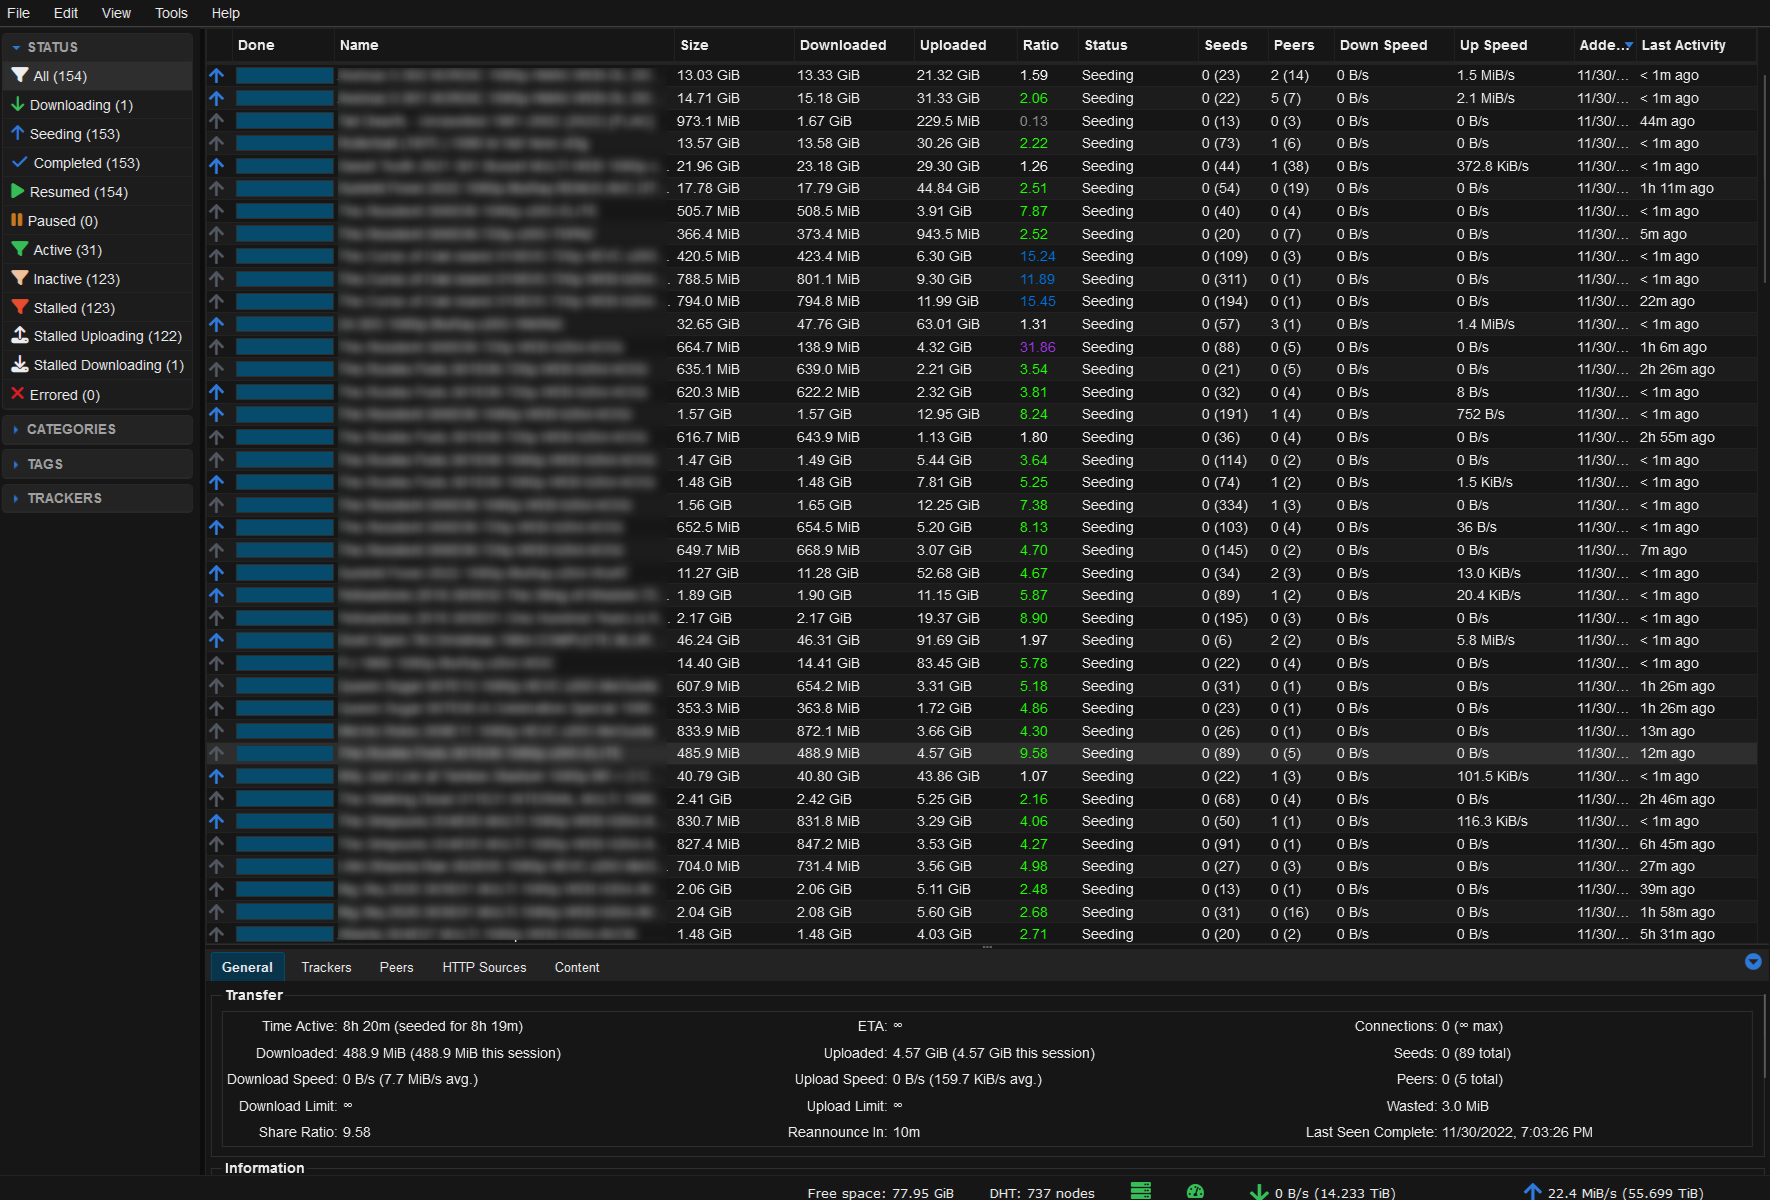 File Edit View Tools Help
STATUS
All (154)
Downloading (1)
Seeding (153)
Completed (153)
Resumed (154)
Paused (0)
Active (31)
Inactive (123)
Stalled (123)
Stalled Uploading (122)
Stalled Downloading (1)
Errored (0)
CATEGORIES
TAGS
TRACKERS
Done Name Size Downloaded Uploaded Ratio Status Seeds Peers Down Speed Up Speed Adde... Last Activity
13.03 GiB 13.33 GiB 21.32 GiB 1.59 Seeding 0 (23) 2 (14) 0 B/s 1.5 MiB/s 11/30/... < 1m ago
14.71 GiB 15.18 GiB 31.33 GiB 2.06 Seeding 0 (22) 5 (7) 0 B/s 2.1 MiB/s 11/30/... < 1m ago
973.1 MiB 1.67 GiB 229.5 MiB 0.13 Seeding 0 (13) 0 (3) 0 B/s 0 B/s 11/30/... 44m ago
13.57 GiB 13.58 GiB 30.26 GiB 2.22 Seeding 0 (73) 1 (6) 0 B/s 0 B/s 11/30/... < 1m ago
21.96 GiB 23.18 GiB 29.30 GiB 1.26 Seeding 0 (44) 1 (38) 0 B/s 372.8 KiB/s 11/30/... < 1m ago
17.78 GiB 17.79 GiB 44.84 GiB 2.51 Seeding 0 (54) 0 (19) 0 B/s 0 B/s 11/30/... 1h 11m ago
505.7 MiB 508.5 MiB 3.91 GiB 7.87 Seeding 0 (40) 0 (4) 0 B/s 0 B/s 11/30/... < 1m ago
366.4 MiB 373.4 MiB 943.5 MiB 2.52 Seeding 0 (20) 0 (7) 0 B/s 0 B/s 11/30/... 5m ago
420.5 MiB 423.4 MiB 6.30 GiB 15.24 Seeding 0 (109) 0 (3) 0 B/s 0 B/s 11/30/... < 1m ago
788.5 MiB 801.1 MiB 9.30 GiB 11.89 Seeding 0 (311) 0 (1) 0 B/s 0 B/s 11/30/... < 1m ago
794.0 MiB 794.8 MiB 11.99 GiB 15.45 Seeding 0 (194) 0 (1) 0 B/s 0 B/s 11/30/... 22m ago
32.65 GiB 47.76 GiB 63.01 GiB 1.31 Seeding 0 (57) 3 (1) 0 B/s 1.4 MiB/s 11/30/... < 1m ago
664.7 MiB 138.9 MiB 4.32 GiB 31.86 Seeding 0 (88) 0 (5) 0 B/s 0 B/s 11/30/... 1h 6m ago
635.1 MiB 639.0 MiB 2.21 GiB 3.54 Seeding 0 (21) 0 (5) 0 B/s 0 B/s 11/30/... 2h 26m ago
620.3 MiB 622.2 MiB 2.32 GiB 3.81 Seeding 0 (32) 0 (4) 0 B/s 8 B/s 11/30/... < 1m ago
1.57 GiB 1.57 GiB 12.95 GiB 8.24 Seeding 0 (191) 1 (4) 0 B/s 752 B/s 11/30/... < 1m ago
616.7 MiB 643.9 MiB 1.13 GiB 1.80 Seeding 0 (36) 0 (4) 0 B/s 0 B/s 11/30/... 2h 55m ago
1.47 GiB 1.49 GiB 5.44 GiB 3.64 Seeding 0 (114) 0 (2) 0 B/s 0 B/s 11/30/... < 1m ago
1.48 GiB 1.48 GiB 7.81 GiB 5.25 Seeding 0 (74) 1 (2) 0 B/s 1.5 KiB/s 11/30/... < 1m ago
1.56 GiB 1.65 GiB 12.25 GiB 7.38 Seeding 0 (334) 1 (3) 0 B/s 0 B/s 11/30/... < 1m ago
652.5 MiB 654.5 MiB 5.20 GiB 8.13 Seeding 0 (103) 0 (4) 0 B/s 36 B/s 11/30/... < 1m ago
649.7 MiB 668.9 MiB 3.07 GiB 4.70 Seeding 0 (145) 0 (2) 0 B/s 0 B/s 11/30/... 7m ago
11.27 GiB 11.28 GiB 52.68 GiB 4.67 Seeding 0 (34) 2 (3) 0 B/s 13.0 KiB/s 11/30/... < 1m ago
1.89 GiB 1.90 GiB 11.15 GiB 5.87 Seeding 0 (89) 1 (2) 0 B/s 20.4 KiB/s 11/30/... < 1m ago
2.17 GiB 2.17 GiB 19.37 GiB 8.90 Seeding 0 (195) 0 (3) 0 B/s 0 B/s 11/30/... < 1m ago
46.24 GiB 46.31 GiB 91.69 GiB 1.97 Seeding 0 (6) 2 (2) 0 B/s 5.8 MiB/s 11/30/... < 1m ago
14.40 GiB 14.41 GiB 83.45 GiB 5.78 Seeding 0 (22) 0 (4) 0 B/s 0 B/s 11/30/... < 1m ago
607.9 MiB 654.2 MiB 3.31 GiB 5.18 Seeding 0 (31) 0 (1) 0 B/s 0 B/s 11/30/... 1h 26m ago
353.3 MiB 363.8 MiB 1.72 GiB 4.86 Seeding 0 (23) 0 (1) 0 B/s 0 B/s 11/30/... 1h 26m ago
833.9 MiB 872.1 MiB 3.66 GiB 4.30 Seeding 0 (26) 0 (1) 0 B/s 0 B/s 11/30/... 13m ago
485.9 MiB 488.9 MiB 4.57 GiB 9.58 Seeding 0 (89) 0 (5) 0 B/s 0 B/s 11/30/... 12m ago
40.79 GiB 40.80 GiB 43.86 GiB 1.07 Seeding 0 (22) 1 (3) 0 B/s 101.5 KiB/s 11/30/... < 1m ago
2.41 GiB 2.42 GiB 5.25 GiB 2.16 Seeding 0 (68) 0 (4) 0 B/s 0 B/s 11/30/... 2h 46m ago
830.7 MiB 831.8 MiB 3.29 GiB 4.06 Seeding 0 (50) 1 (1) 0 B/s 116.3 KiB/s 11/30/... < 1m ago
827.4 MiB 847.2 MiB 3.53 GiB 4.27 Seeding 0 (91) 0 (1) 0 B/s 0 B/s 11/30/... 6h 45m ago
704.0 MiB 731.4 MiB 3.56 GiB 4.98 Seeding 0 (27) 0 (3) 0 B/s 0 B/s 11/30/... 27m ago
2.06 GiB 2.06 GiB 5.11 GiB 2.48 Seeding 0 (13) 0 (1) 0 B/s 0 B/s 11/30/... 39m ago
2.04 GiB 2.08 GiB 5.60 GiB 2.68 Seeding 0 (31) 0 (16) 0 B/s 0 B/s 11/30/... 1h 58m ago
1.48 GiB 1.48 GiB 4.03 GiB 2.71 Seeding 0 (20) 0 (2) 0 B/s 0 B/s 11/30/... 5h 31m ago
General Trackers Peers HTTP Sources Content
Transfer
Time Active: 8h 20m (seeded for 8h 19m) ETA: ∞ Connections: 0 (∞ max)
Downloaded: 488.9 MiB (488.9 MiB this session) Uploaded: 4.57 GiB (4.57 GiB this session) Seeds: 0 (89 total)
Download Speed: 0 B/s (7.7 MiB/s avg.) Upload Speed: 0 B/s (159.7 KiB/s avg.) Peers: 0 (5 total)
Download Limit: ∞ Upload Limit: ∞ Wasted: 3.0 MiB
Share Ratio: 9.58 Reannounce In: 10m Last Seen Complete: 11/30/2022, 7:03:26 PM
Information
Free space: 77.95 GiB DHT: 737 nodes 0 B/s (14.233 TiB) 22.4 MiB/s (55.699 TiB)